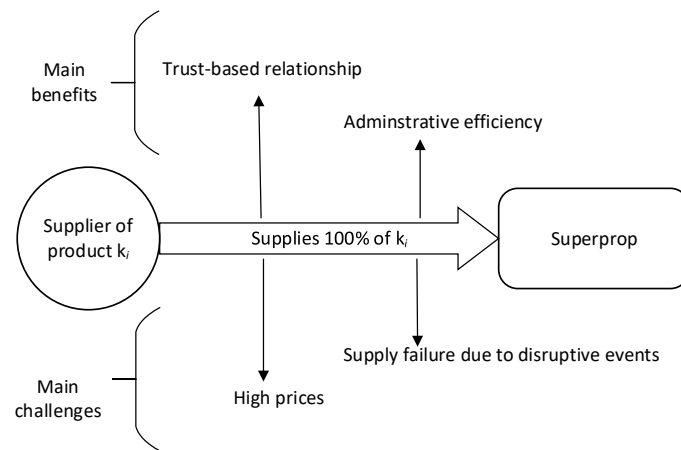 Main
benefits
Trust-based relationship
Adminstrative efficiency
Supplier of
product kᵢ
Supplies 100% of kᵢ
Superprop
Main
challenges
Supply failure due to disruptive events
High prices